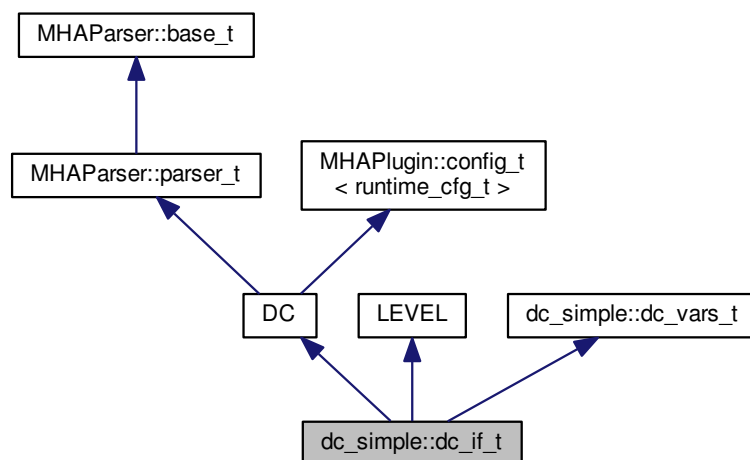 MHAParser::base_t
MHAParser::parser_t
MHAPlugin::config_t
< runtime_cfg_t >
DC
LEVEL
dc_simple::dc_vars_t
dc_simple::dc_if_t